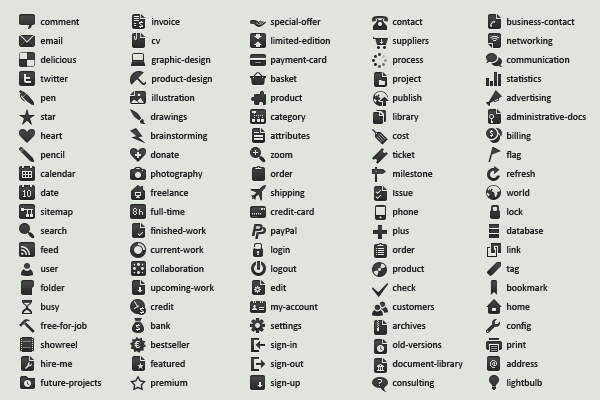 comment
email
delicious
twitter
pen
star
heart
pencil
calendar
10 date
sitemap
search
feed
user
folder
busy
free-for-job
showreel
hire-me
future-projects
invoice
cv
graphic-design
product-design
illustration
drawings
brainstorming
donate
photography
freelance
8h full-time
finished-work
current-work
collaboration
upcoming-work
credit
bank
bestseller
featured
premium
special-offer
limited-edition
payment-card
basket
product
category
attributes
zoom
order
shipping
credit-card
payPal
login
logout
edit
my-account
settings
sign-in
sign-out
sign-up
contact
suppliers
process
project
publish
library
cost
ticket
milestone
Issue
phone
plus
order
product
check
customers
archives
old-versions
document-library
consulting
business-contact
networking
communication
statistics
advertising
administrative-docs
billing
flag
refresh
world
lock
database
link
tag
bookmark
home
config
print
@ address
lightbulb